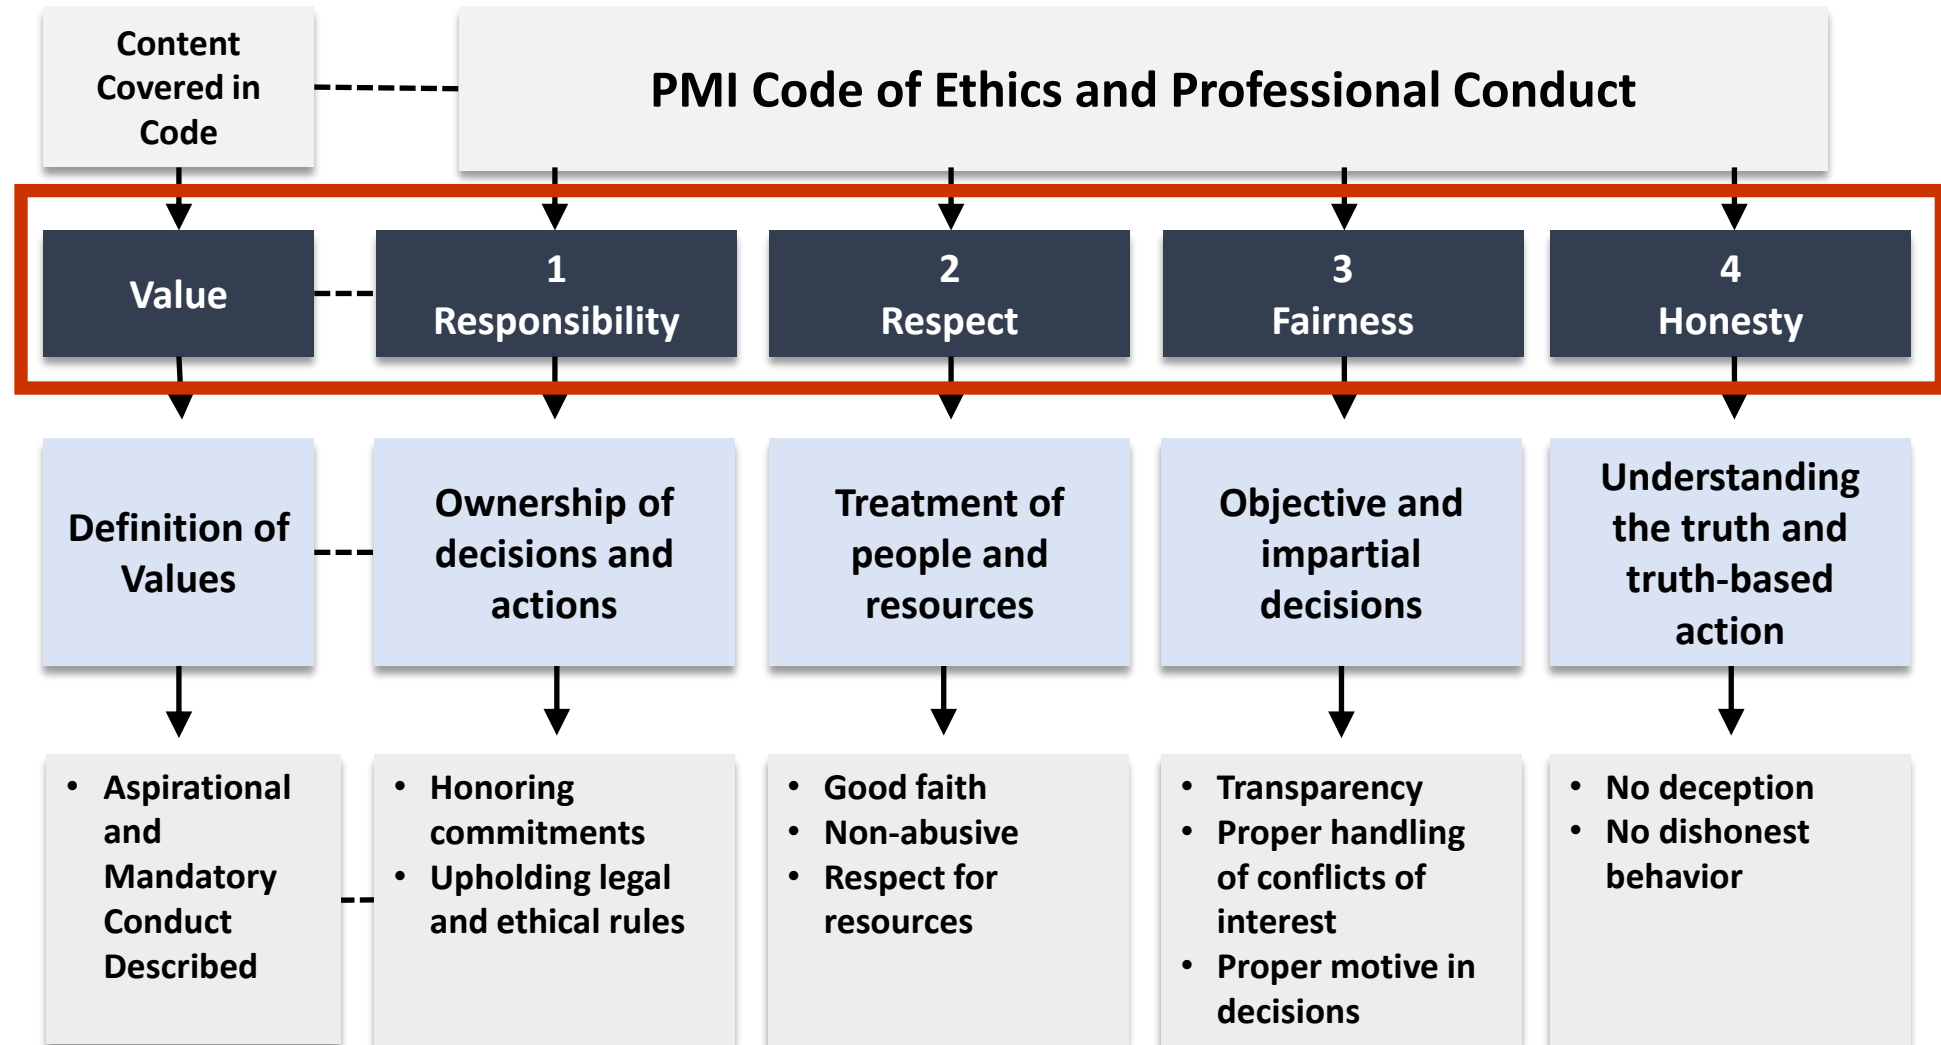 Content
Covered in
Code
PMI Code of Ethics and Professional Conduct
Value
1
Responsibility
2
Respect
3
Fairness
4
Honesty
Definition of
Values
Ownership of
decisions and
actions
Treatment of
people and
resources
Objective and
impartial
decisions
Understanding
the truth and
truth-based
action
• Aspirational
and
Mandatory
Conduct
Described
• Honoring
commitments
• Upholding legal
and ethical rules
• Good faith
• Non-abusive
• Respect for
resources
• Transparency
• Proper handling
of conflicts of
interest
• Proper motive in
decisions
• No deception
• No dishonest
behavior